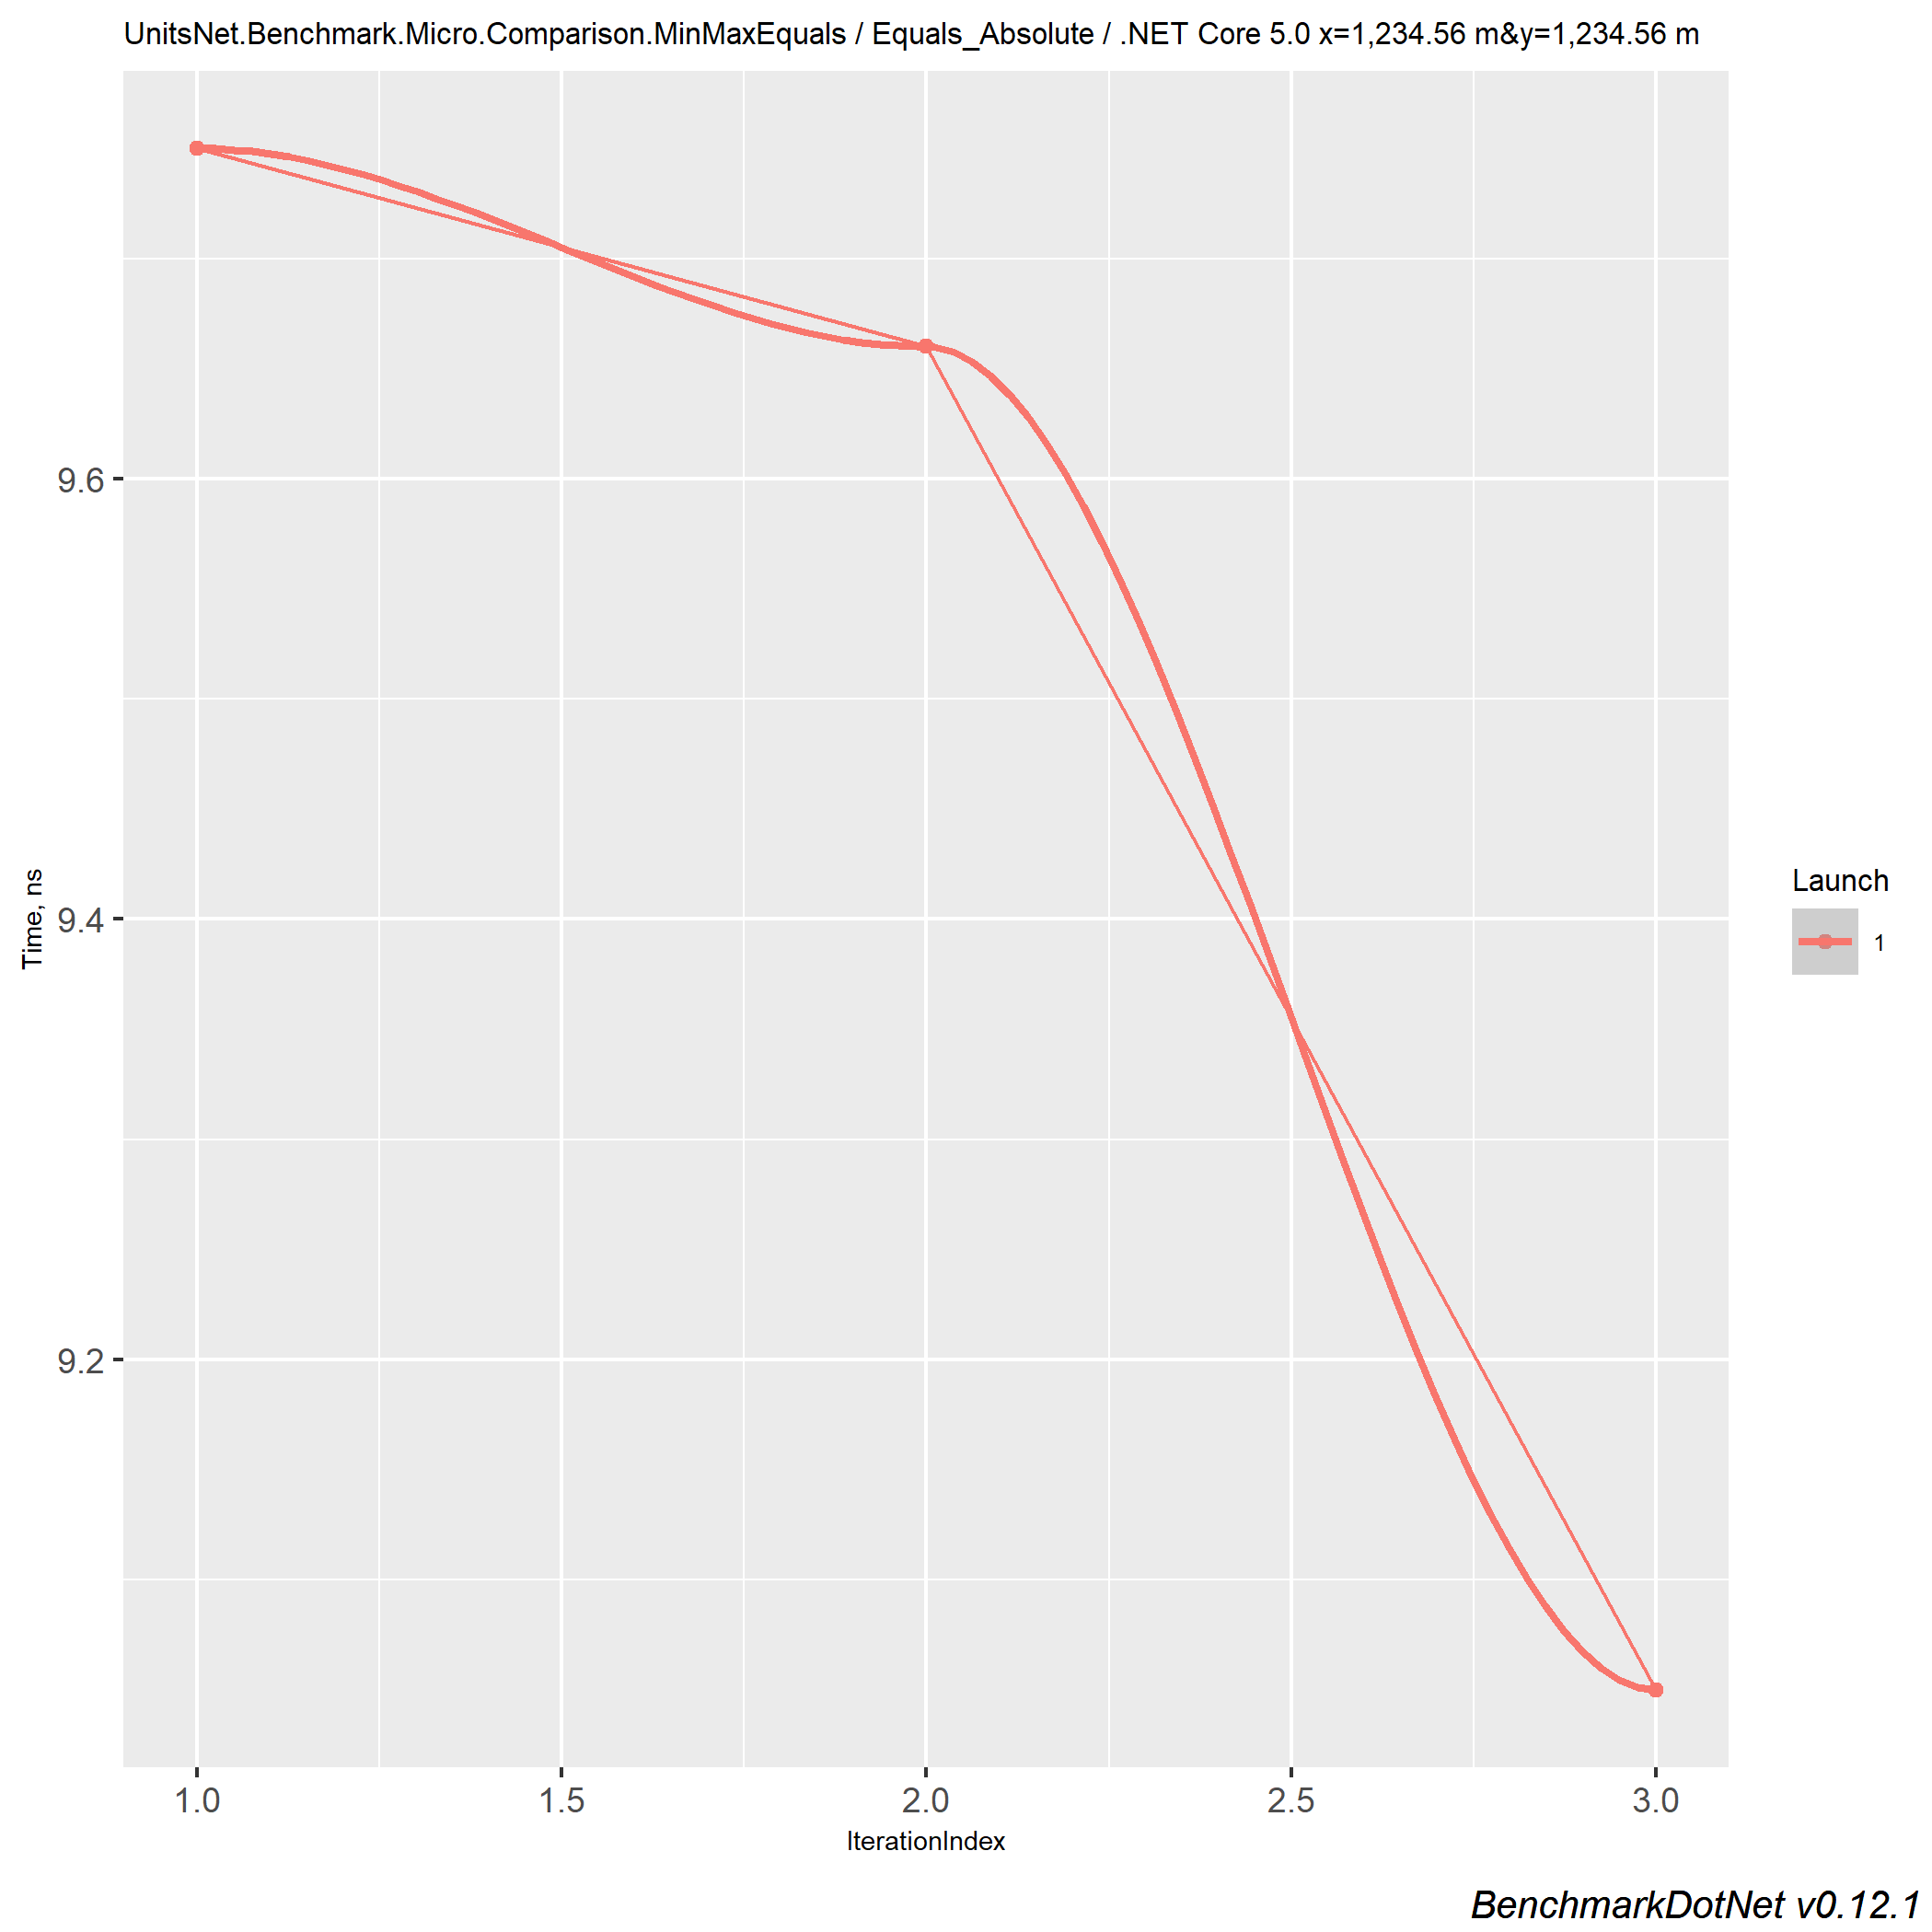 UnitsNet.Benchmark.Micro.Comparison.MinMaxEquals / Equals_Absolute / .NET Core 5.0 x=1,234.56 m&y=1,234.56 m
9.6
9.4
9.2
Time, ns
1.0 1.5 2.0 2.5 3.0
IterationIndex
Launch
1
BenchmarkDotNet v0.12.1